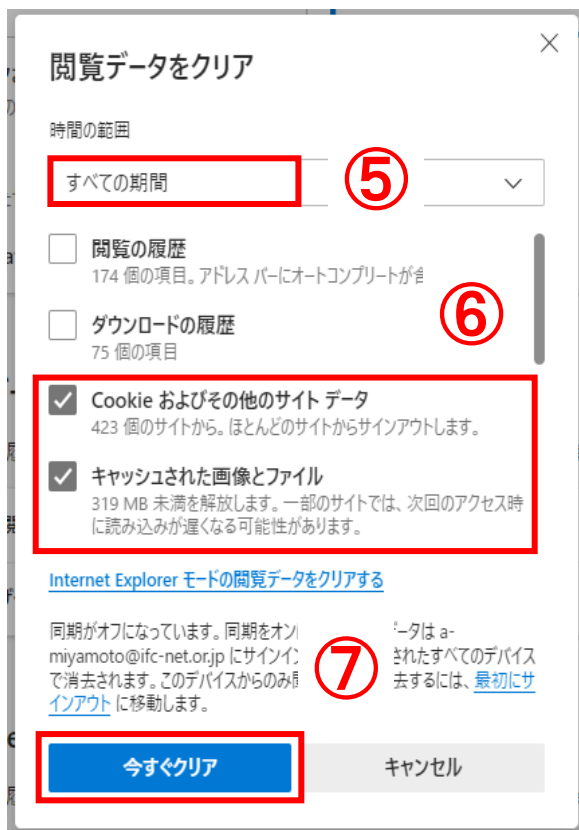 閲覧データをクリア
時間の範囲
すべての期間
⑤
閲覧の履歴
174 個の項目。アドレス バーにオートコンプリートが
⑥
ダウンロードの履歴
75 個の項目
Cookie およびその他のサイト データ
423 個のサイトから。ほとんどのサイトからサインアウトします。
キャッシュされた画像とファイル
319 MB 未満を解放します。一部のサイトでは、次回のアクセス時
に読み込みが遅くなる可能性があります。
Internet Explorer モードの閲覧データをクリアする
同期がオフになっています。同期をオン ータは a-
miyamoto@ifc-net.or.jp にサインイン されたすべてのデバイス
⑦
で消去されます。このデバイスからのみ 去するには、最初にサ
インアウト に移動します。
今すぐクリア
キャンセル